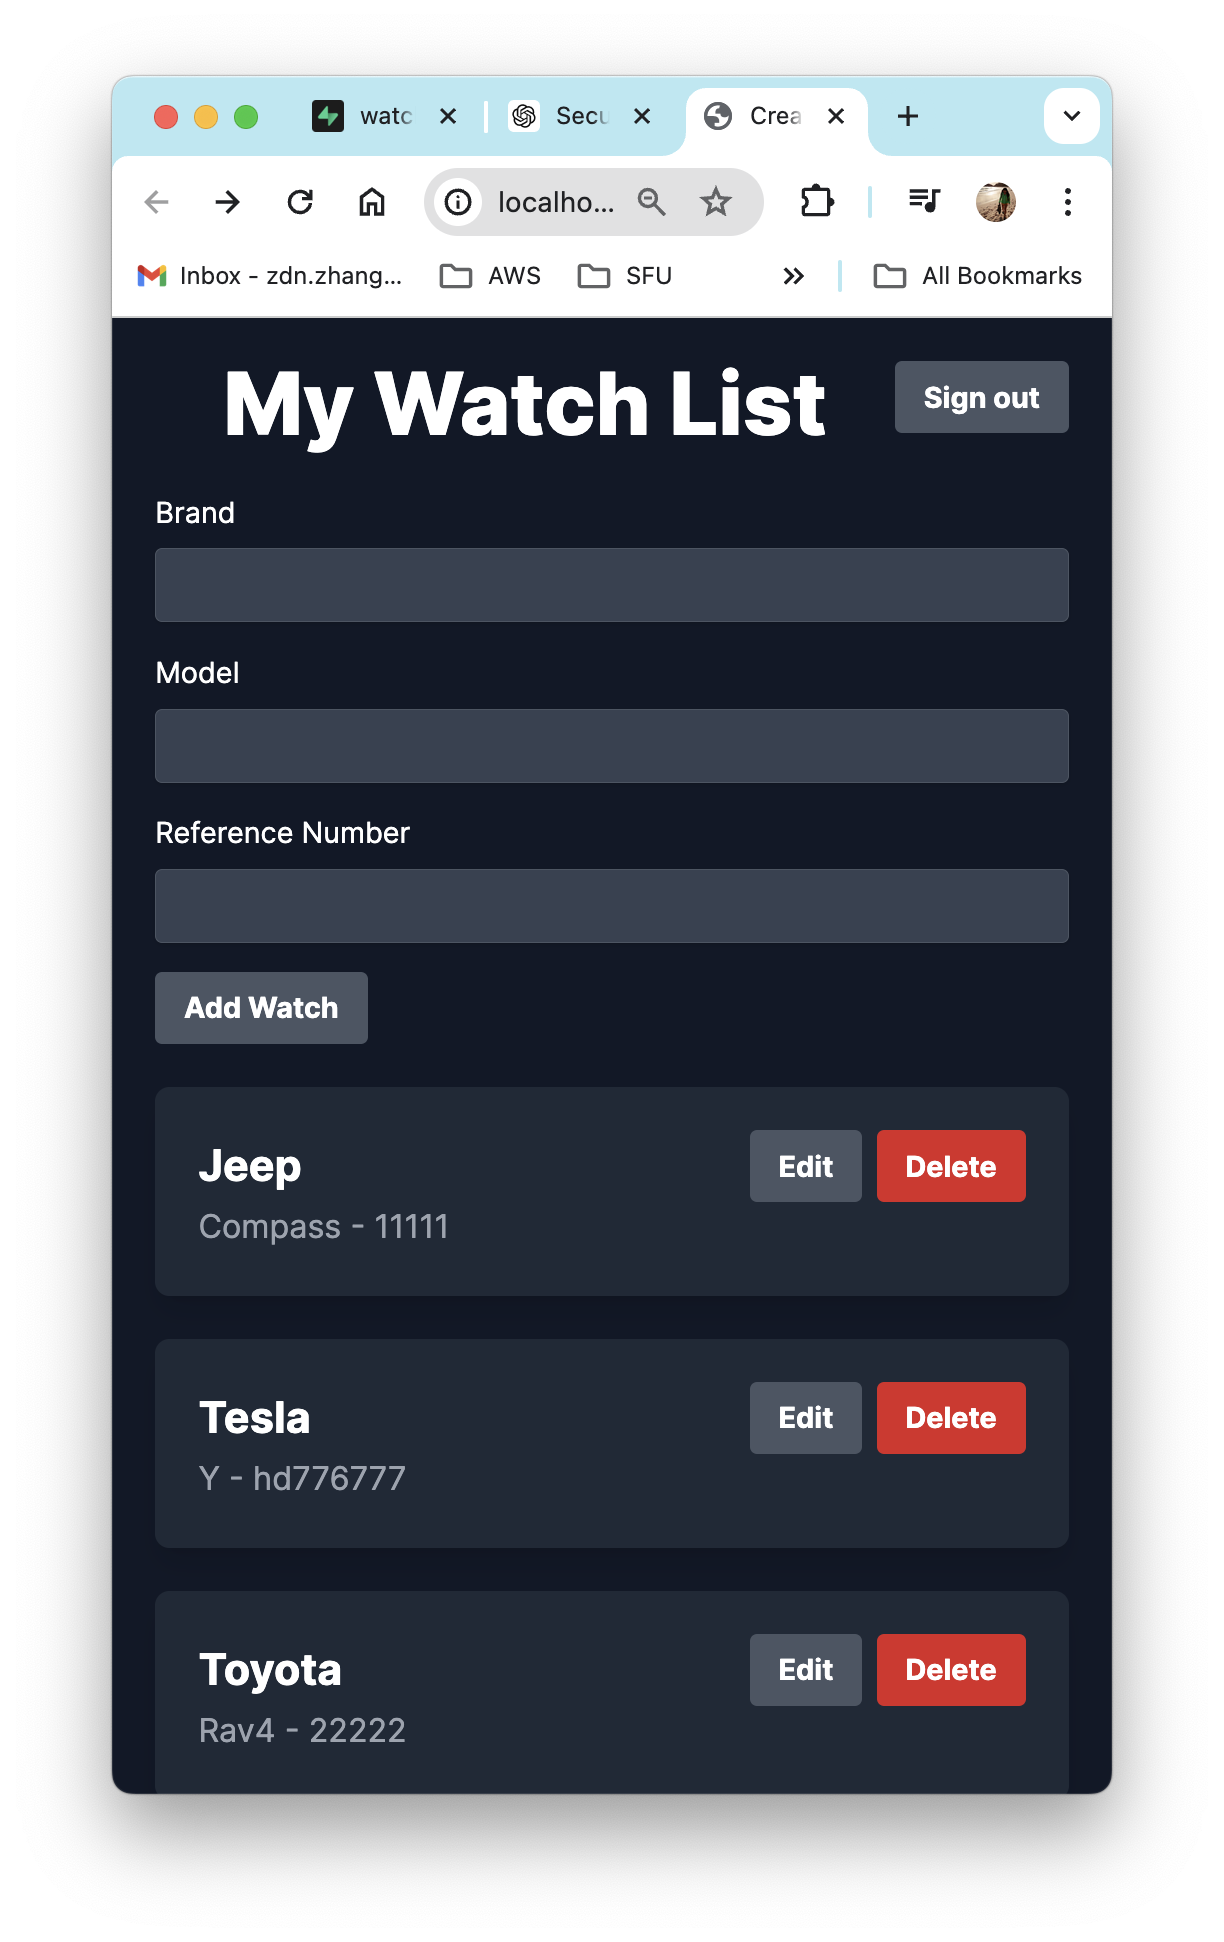 watc Secu Crea
localho...
Inbox - zdn.zhang... AWS SFU All Bookmarks
My Watch List Sign out
Brand
Model
Reference Number
Add Watch
Jeep Edit Delete
Compass - 11111
Tesla Edit Delete
Y - hd776777
Toyota Edit Delete
Rav4 - 22222